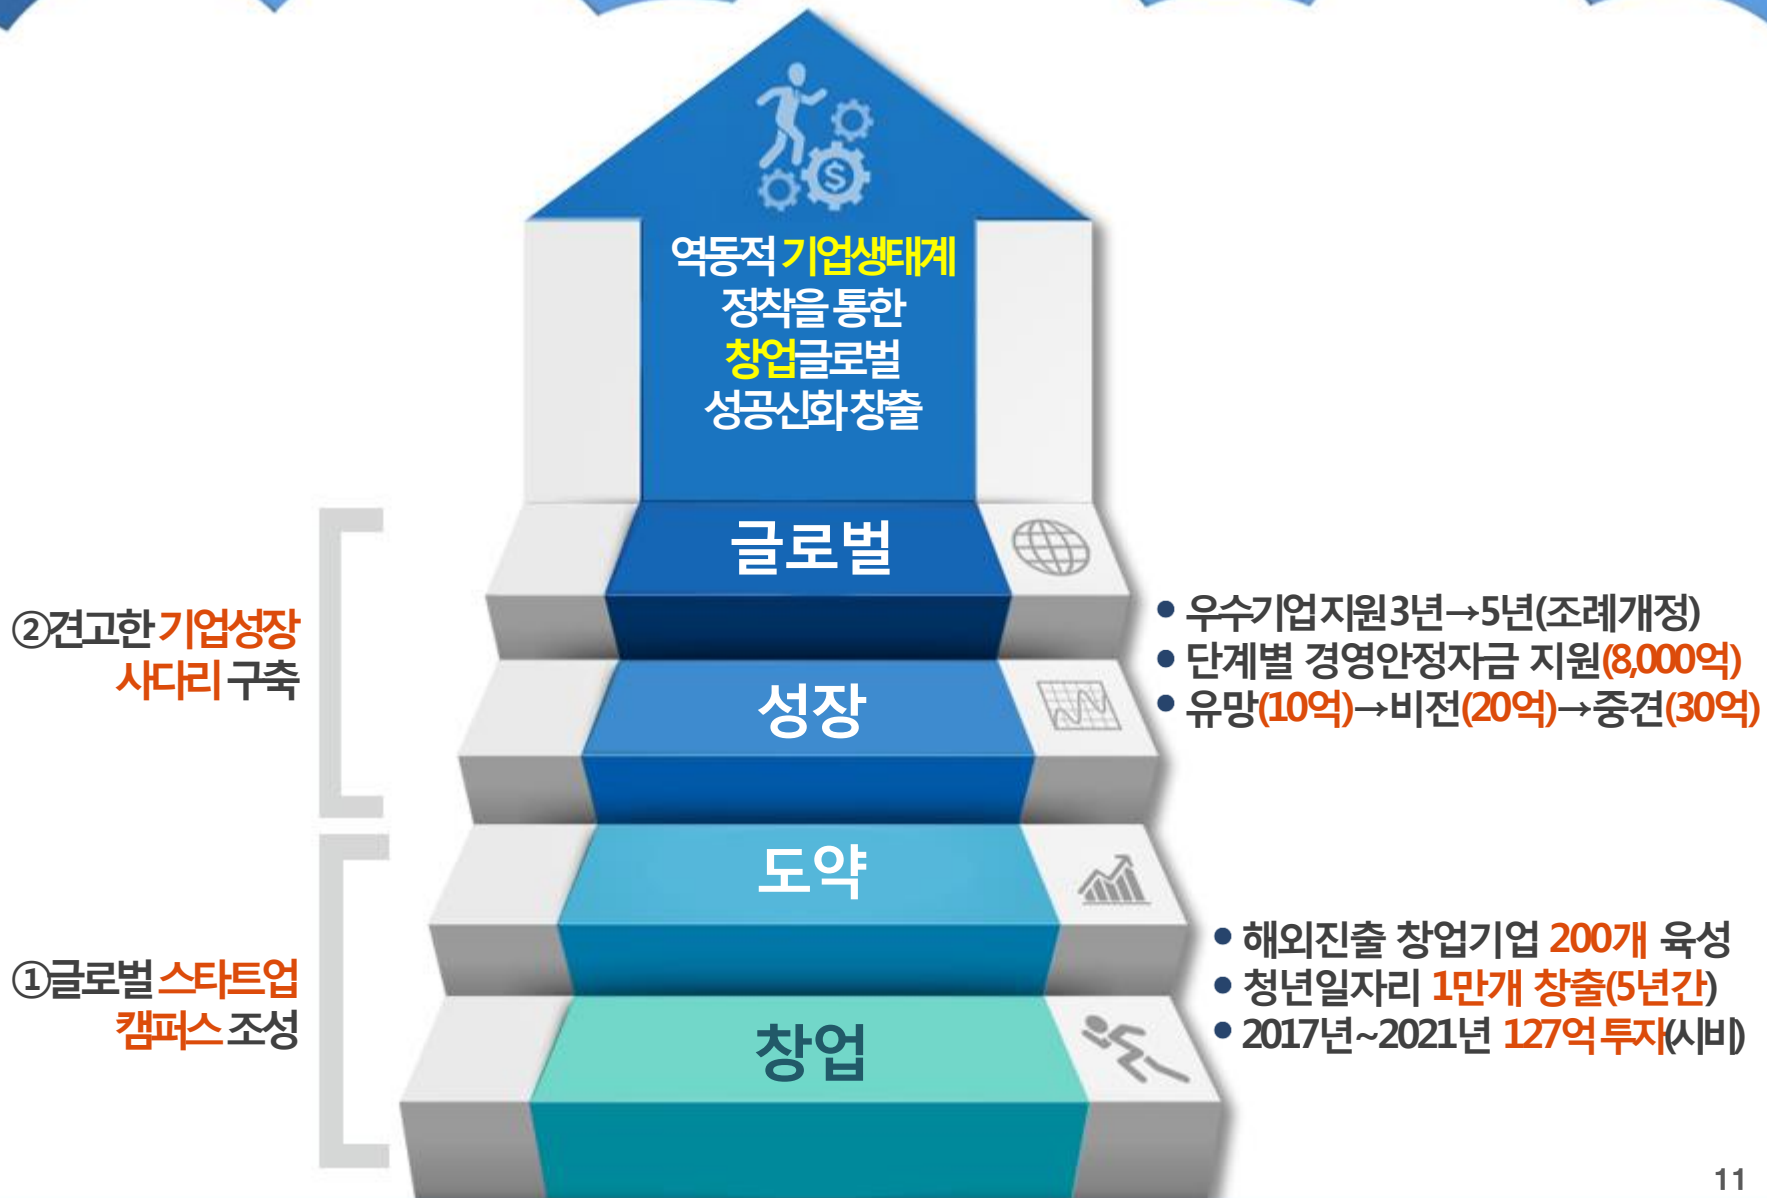 역동적 기업생태계
정착을 통한
창업글로벌
성공신화 창출
글로벌
②견고한 기업성장
사다리 구축
• 우수기업 지원 3년→5년(조례개정)
• 단계별 경영안정자금 지원(8,000억)
• 유망(10억)→비전(20억)→중견(30억)
성장
도약
①글로벌 스타트업
캠퍼스 조성
• 해외진출 창업기업 200개 육성
• 청년일자리 1만개 창출(5년간)
• 2017년~2021년 127억 투자(시비)
창업
$
11